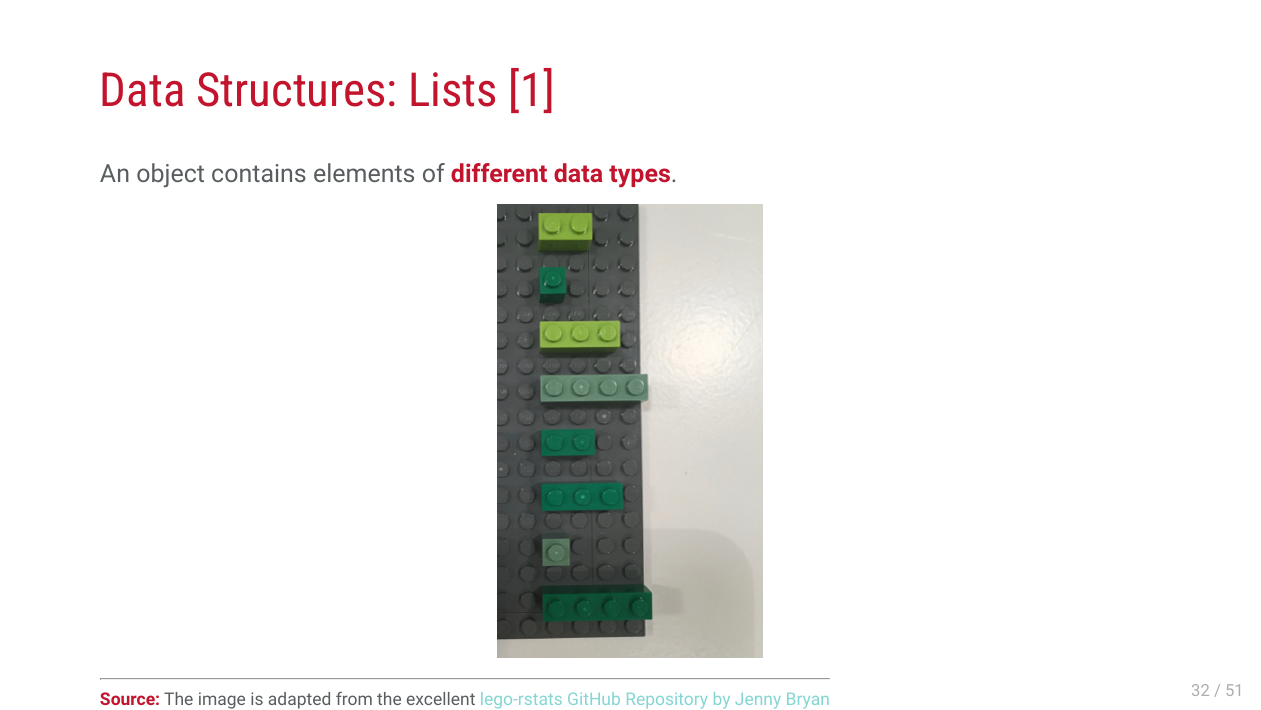 Data Structures: Lists [1]
An object contains elements of different data types.
Source: The image is adapted from the excellent lego-rstats GitHub Repository by Jenny Bryan
32 / 51